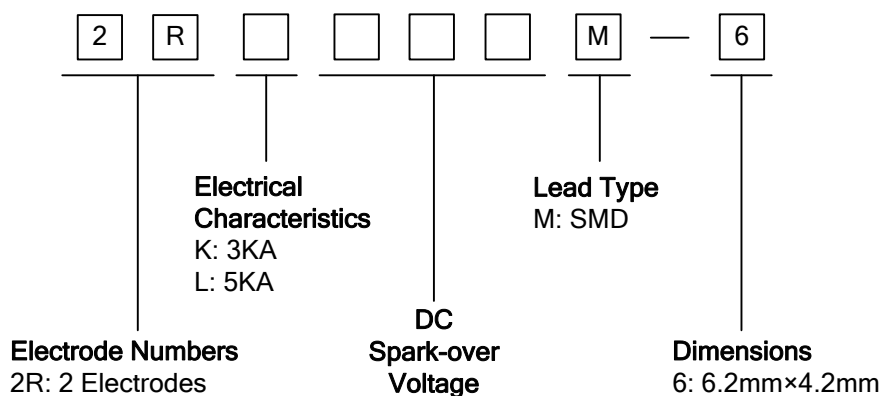 2 R M — 6
Electrical
Characteristics
K: 3KA
L: 5KA
Lead Type
M: SMD
Electrode Numbers
2R: 2 Electrodes
DC
Spark-over
Voltage
Dimensions
6: 6.2mm×4.2mm